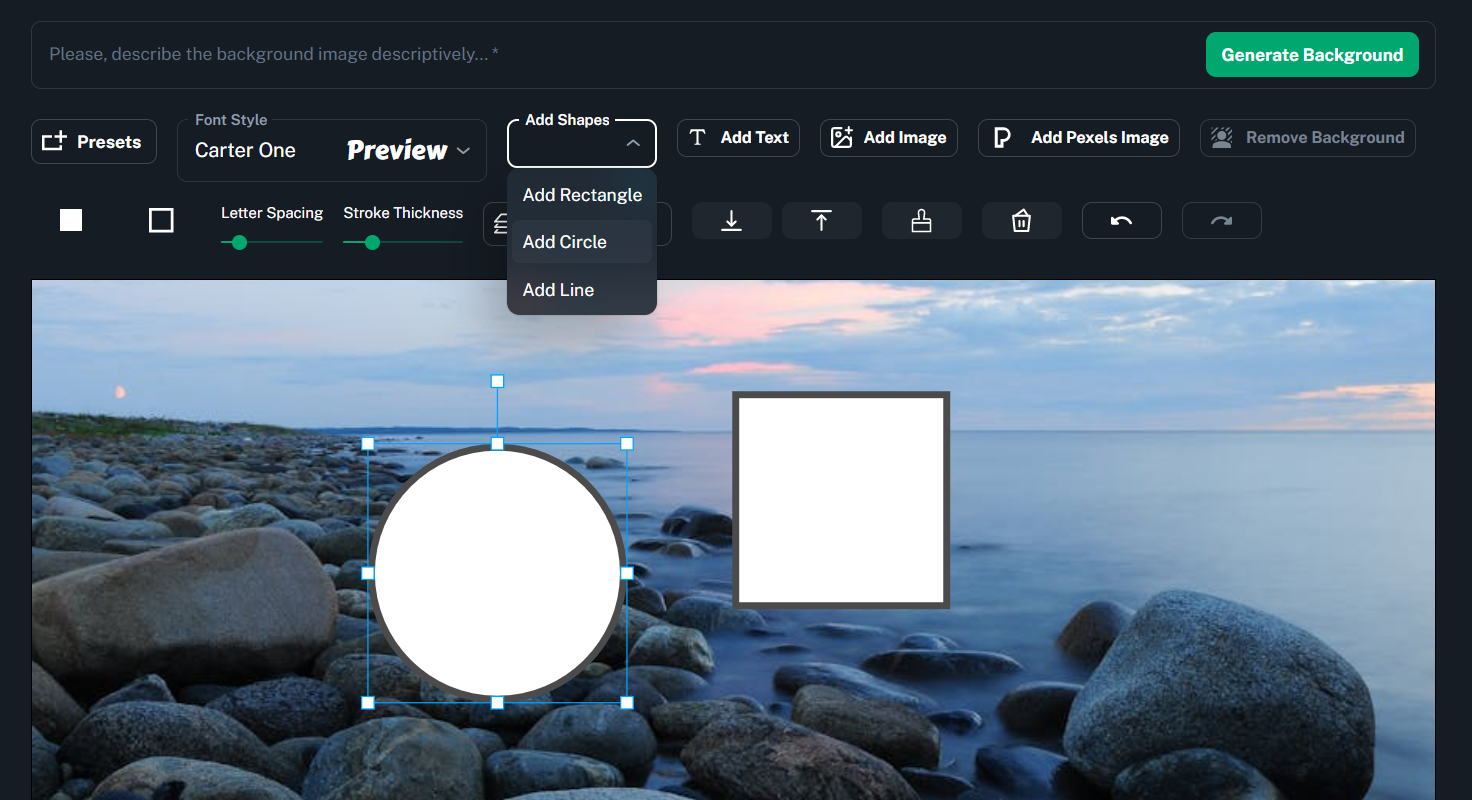 Please, describe the background image descriptively... *
Generate Background
Presets
Font Style
Carter One
Preview
Add Shapes
Add Text
Add Image
Add Pexels Image
Remove Background
Add Rectangle
Add Circle
Add Line
Letter Spacing
Stroke Thickness